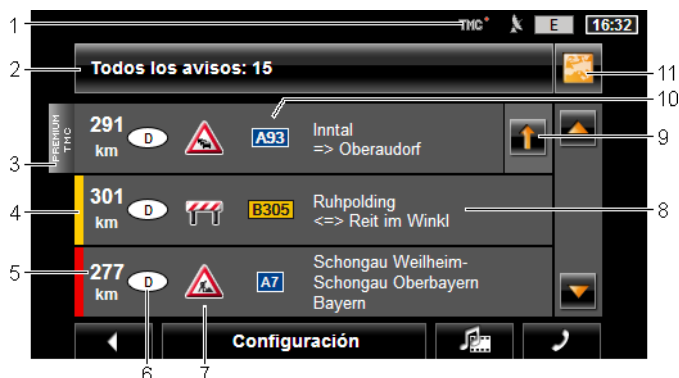 1
TMC
E
16:32
2
Todos los avisos: 15
11
10
PREMIUM
TMC
3
291
km
D
A93
Inntal
=> Oberaudorf
9
4
301
km
D
B305
Ruhpolding
<=> Reit im Winkl
8
5
277
km
D
A7
Schongau Weilheim-
Schongau Oberbayern
Bayern
Configuración
6
7